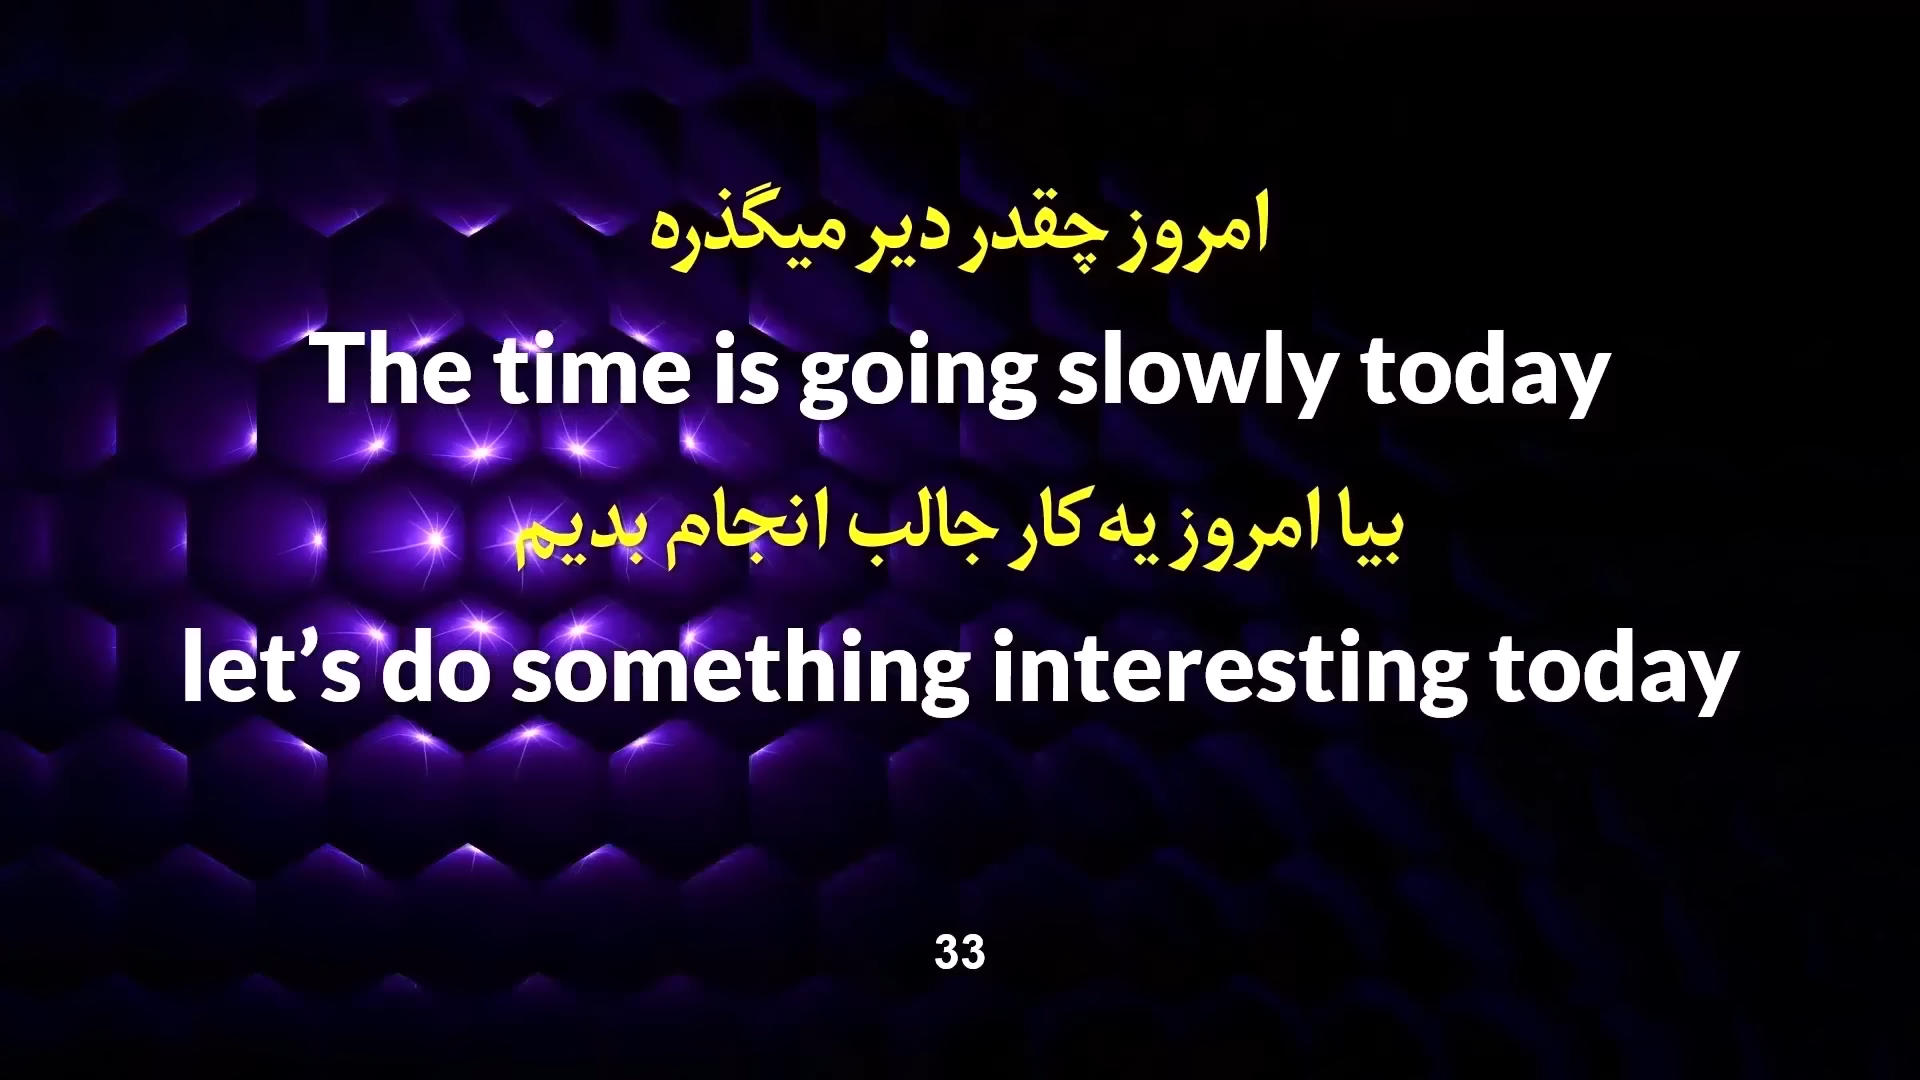 امروز چقدر دیر میگذره
The time is going slowly today
بیا امروز یه کار جالب انجام بدیم
let’s do something interesting today
33